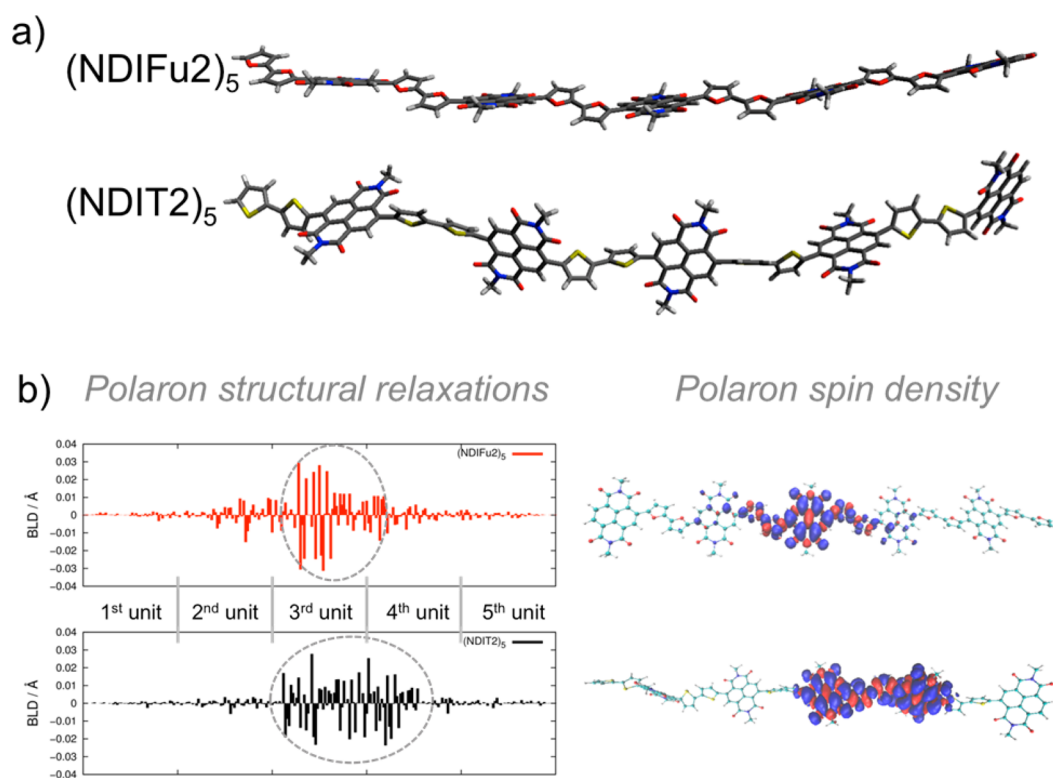 a)
(NDIFu2)5
(NDIT2)5
b)
Polaron structural relaxations
Polaron spin density
0.04
0.03
0.02
0.01
0
−0.01
−0.02
−0.03
−0.04
BLD / Å
(NDIFu2)5
1st unit 2nd unit 3rd unit 4th unit 5th unit
0.04
0.03
0.02
0.01
0
−0.01
−0.02
−0.03
−0.04
BLD / Å
(NDIT2)5